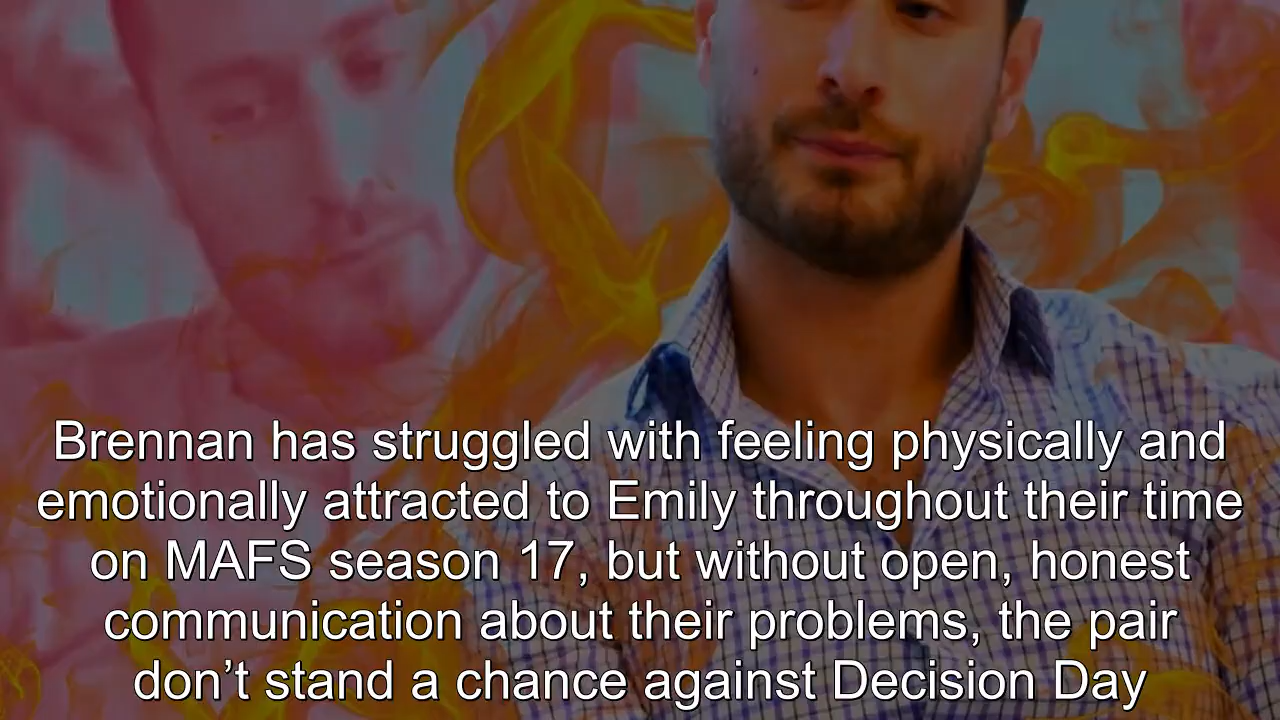 Brennan has struggled with feeling physically and
emotionally attracted to Emily throughout their time
on MAFS season 17, but without open, honest
communication about their problems, the pair
don’t stand a chance against Decision Day